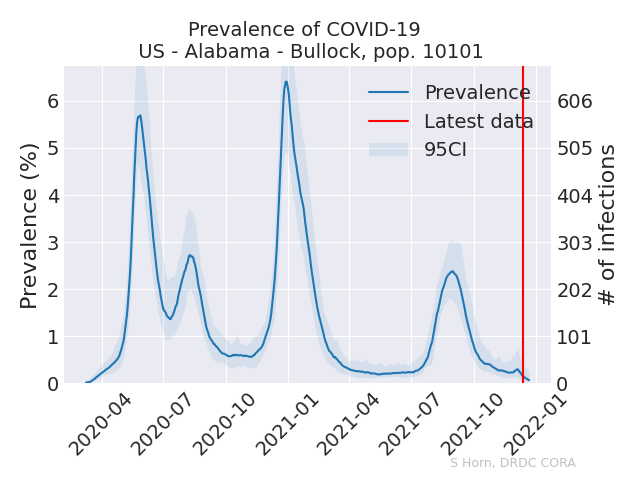 Prevalence of COVID-19
US - Alabama - Bullock, pop. 10101
Prevalence (%)
6
5
4
3
2
1
0
Prevalence
Latest data
95CI
606
505
404
303
202
101
0
# of infections
2020-04
2020-07
2020-10
2021-01
2021-04
2021-07
2021-10
2022-01
S Horn, DRDC CORA